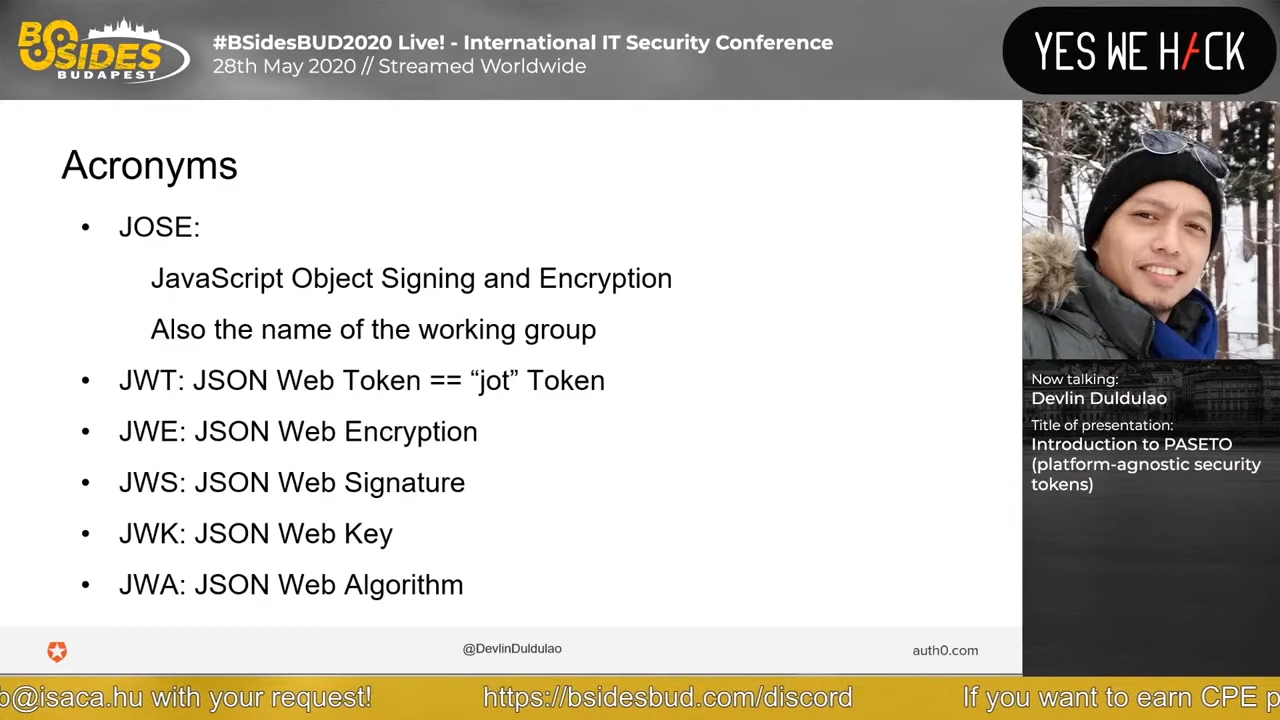 BSIDES
BUDAPEST
#BSidesBUD2020 Live! - International IT Security Conference
28th May 2020 // Streamed Worldwide
YES WE H/CK
Acronyms
• JOSE:
JavaScript Object Signing and Encryption
Also the name of the working group
• JWT: JSON Web Token == “jot” Token
• JWE: JSON Web Encryption
• JWS: JSON Web Signature
• JWK: JSON Web Key
• JWA: JSON Web Algorithm
@DevlinDuldulao
auth0.com
Now talking:
Devlin Duldulao
Title of presentation:
Introduction to PASETO
(platform-agnostic security
tokens)
b@isaca.hu with your request! https://bsidesbud.com/discord If you want to earn CPE p